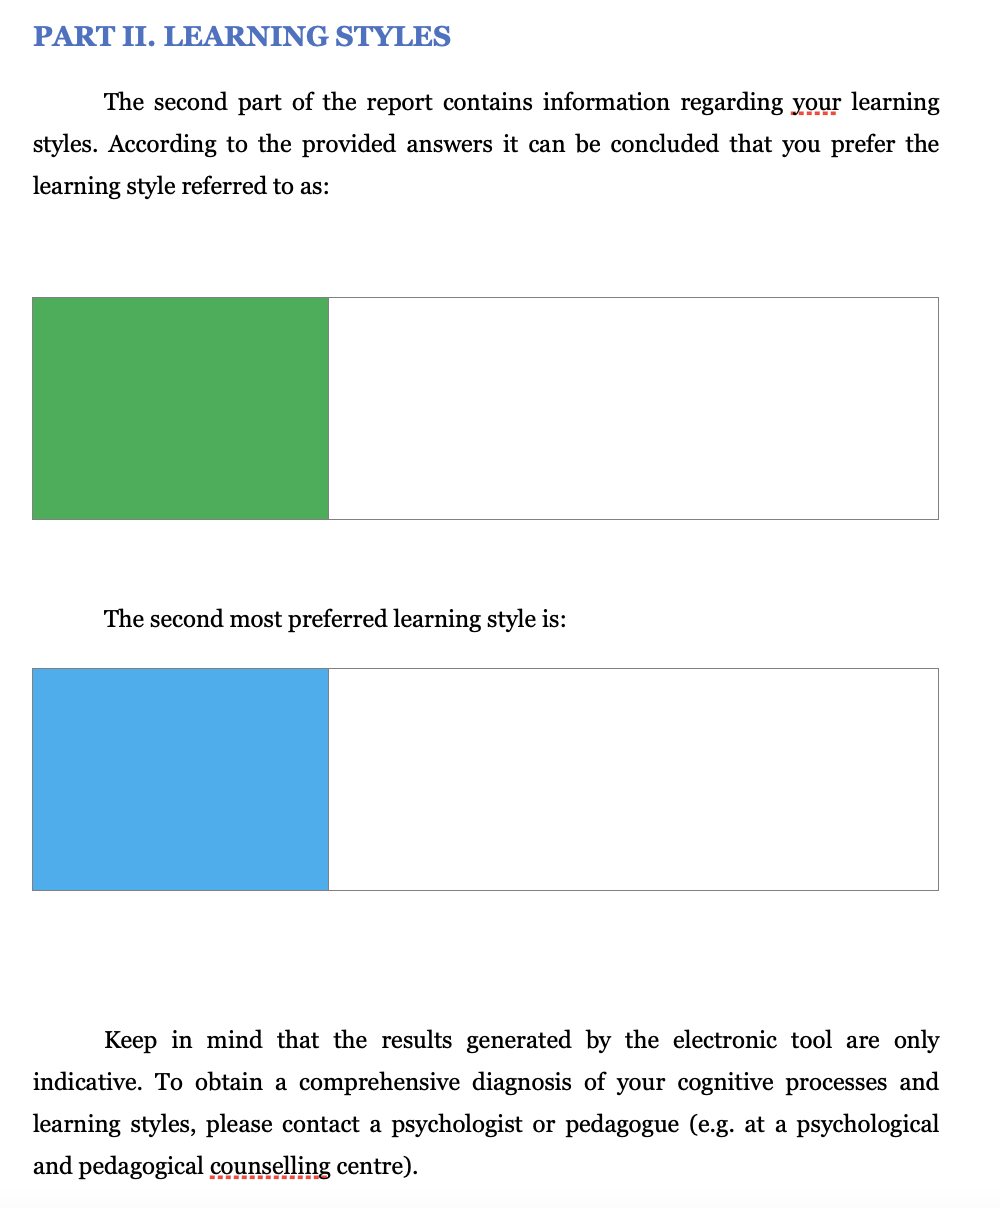 PART II. LEARNING STYLES
The second part of the report contains information regarding your learning
styles. According to the provided answers it can be concluded that you prefer the
learning style referred to as:
The second most preferred learning style is:
Keep in mind that the results generated by the electronic tool are only
indicative. To obtain a comprehensive diagnosis of your cognitive processes and
learning styles, please contact a psychologist or pedagogue (e.g. at a psychological
and pedagogical counselling centre).